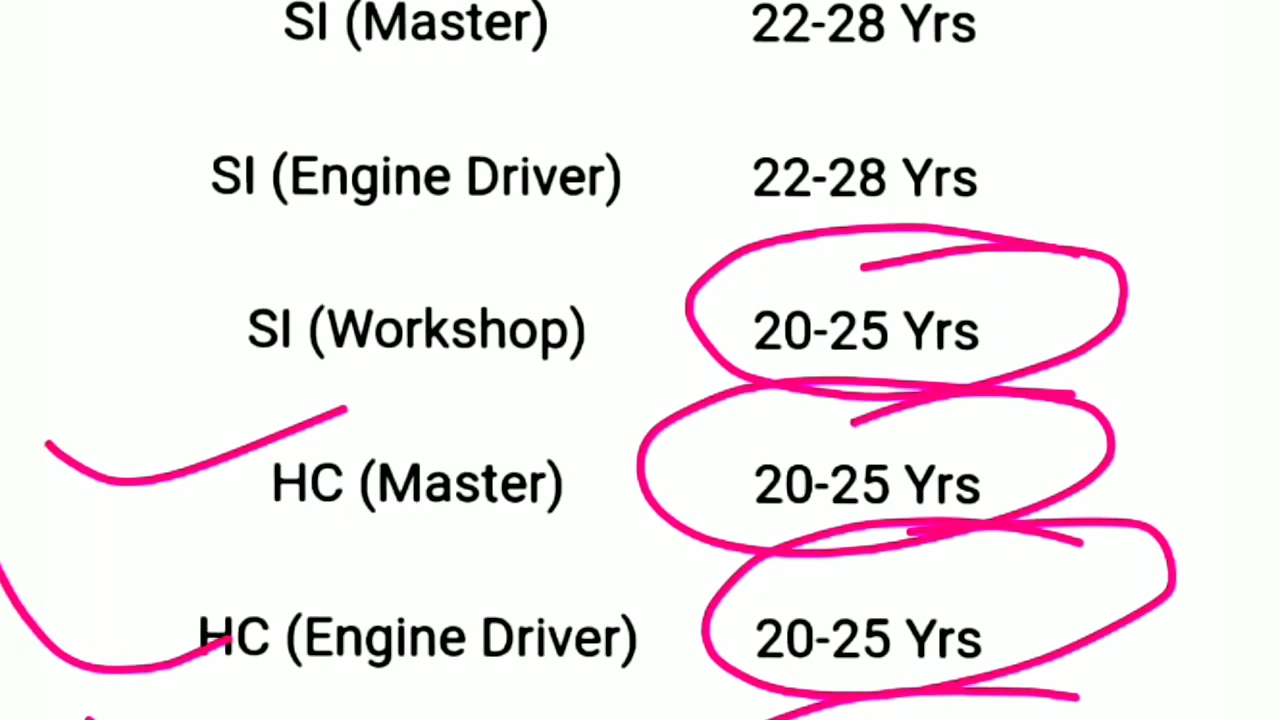 SI (Master) 22-28 Yrs
SI (Engine Driver) 22-28 Yrs
SI (Workshop) 20-25 Yrs
HC (Master) 20-25 Yrs
HC (Engine Driver) 20-25 Yrs